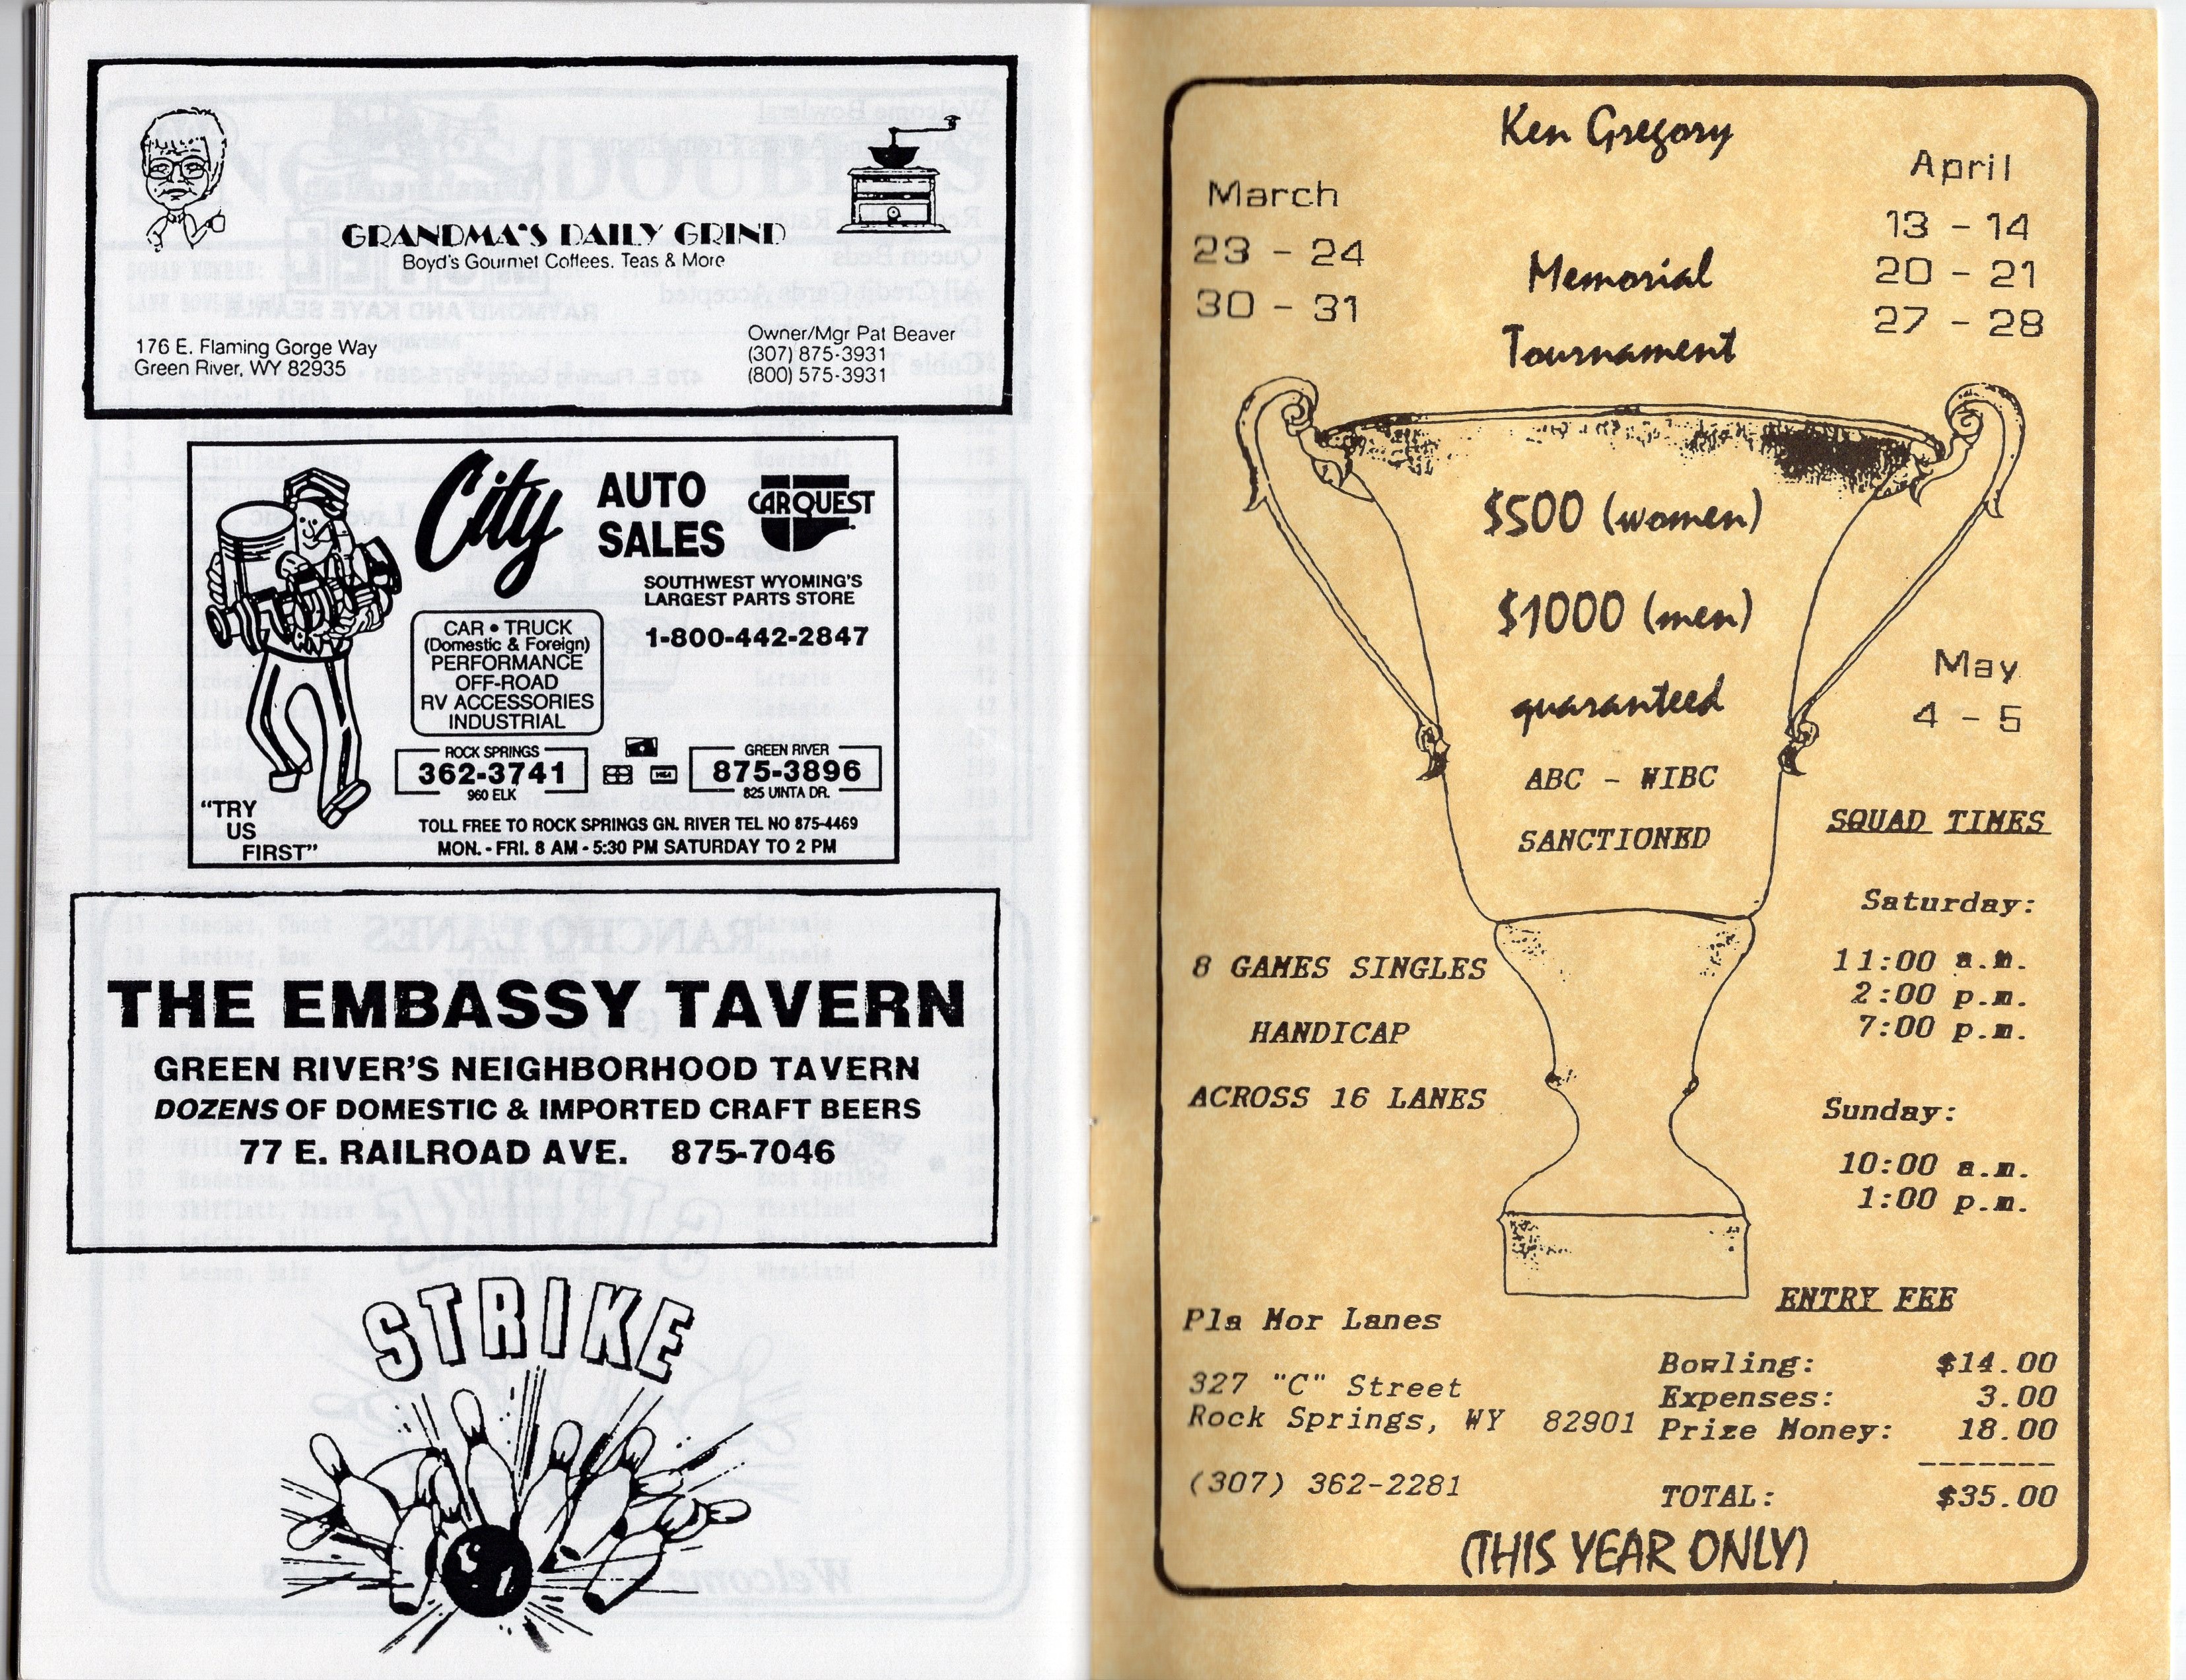 GRANDMA'S DAILY GRIND
Boyd's Gourmet Coffees, Teas & More
176 E. Flaming Gorge Way
Green River, WY 82935
Owner/Mgr Pat Beaver
(307) 875-3931
(800) 575-3931
City AUTO SALES
CARQUEST
SOUTHWEST WYOMING'S
LARGEST PARTS STORE
1-800-442-2847
CAR • TRUCK
(Domestic & Foreign)
PERFORMANCE
OFF-ROAD
RV ACCESSORIES
INDUSTRIAL
ROCK SPRINGS
362-3741
960 ELK
GREEN RIVER
875-3896
825 UINTA DR.
"TRY
US
FIRST"
TOLL FREE TO ROCK SPRINGS GN. RIVER TEL NO 875-4469
MON. - FRI. 8 AM - 5:30 PM SATURDAY TO 2 PM
THE EMBASSY TAVERN
GREEN RIVER'S NEIGHBORHOOD TAVERN
DOZENS OF DOMESTIC & IMPORTED CRAFT BEERS
77 E. RAILROAD AVE. 875-7046
STRIKE
Ken Gregory
Memorial
Tournament
March
23 - 24
30 - 31
April
13 - 14
20 - 21
27 - 28
$500 (women)
$1000 (men)
guaranteed
ABC - WIBC
SANCTIONED
May
4 - 5
SQUAD TIMES
Saturday:
11:00 a.m.
2:00 p.m.
7:00 p.m.
Sunday:
10:00 a.m.
1:00 p.m.
8 GAMES SINGLES
HANDICAP
ACROSS 16 LANES
Pla Mor Lanes
327 "C" Street
Rock Springs, WY 82901
(307) 362-2281
ENTRY FEE
Bowling: $14.00
Expenses: 3.00
Prize Money: 18.00
-------
TOTAL: $35.00
(THIS YEAR ONLY)